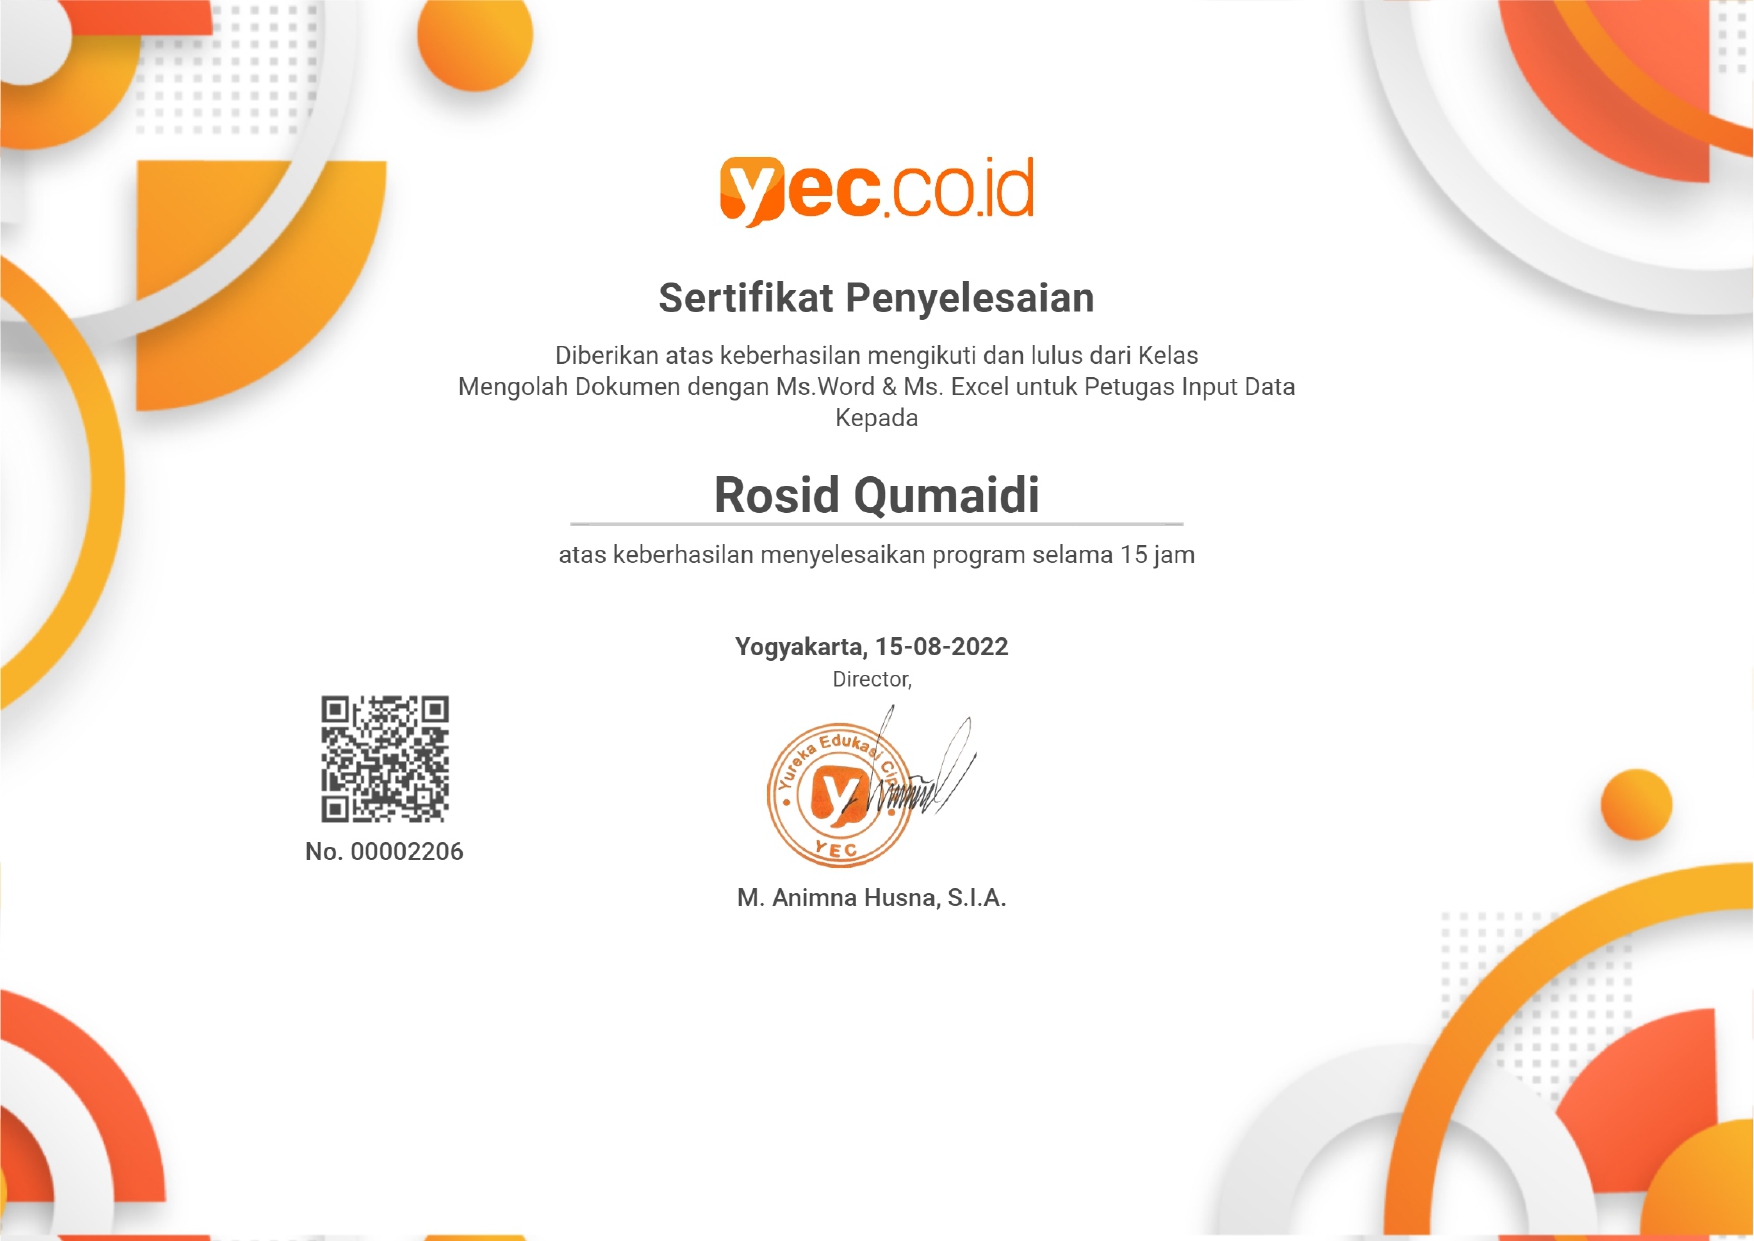 yec.co.id
Sertifikat Penyelesaian
Diberikan atas keberhasilan mengikuti dan lulus dari Kelas
Mengolah Dokumen dengan Ms.Word & Ms. Excel untuk Petugas Input Data
Kepada
Rosid Qumaidi
atas keberhasilan menyelesaikan program selama 15 jam
Yogyakarta, 15-08-2022
Director,
Yureka Edukasi
y
YEC
No. 00002206
M. Animna Husna, S.I.A.